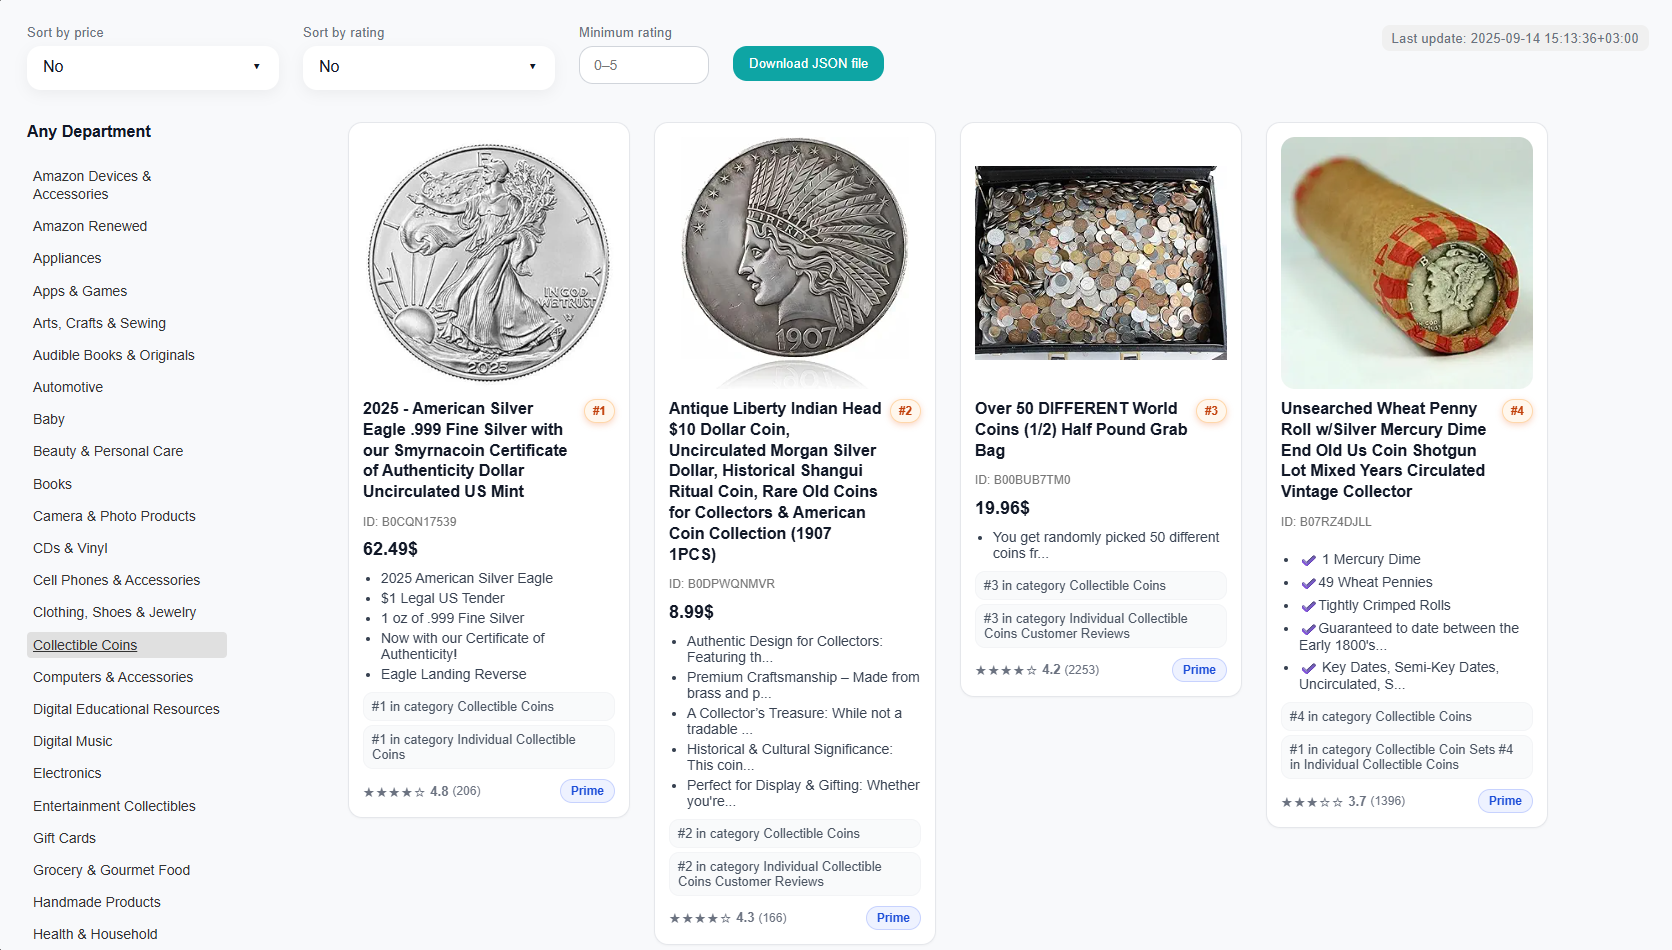 Sort by price
Sort by rating
Minimum rating
Last update: 2025-09-14 15:13:36+03:00
No
No
0–5
Download JSON file
Any Department
Amazon Devices &
Accessories
Amazon Renewed
Appliances
Apps & Games
Arts, Crafts & Sewing
Audible Books & Originals
Automotive
Baby
Beauty & Personal Care
Books
Camera & Photo Products
CDs & Vinyl
Cell Phones & Accessories
Clothing, Shoes & Jewelry
Collectible Coins
Computers & Accessories
Digital Educational Resources
Digital Music
Electronics
Entertainment Collectibles
Gift Cards
Grocery & Gourmet Food
Handmade Products
Health & Household
LIBERTY
IN GOD
WE TRUST
2025
2025 - American Silver
Eagle .999 Fine Silver with
our Smyrnacoin Certificate
of Authenticity Dollar
Uncirculated US Mint
#1
ID: B0CQN17539
62.49$
2025 American Silver Eagle
$1 Legal US Tender
1 oz of .999 Fine Silver
Now with our Certificate of
Authenticity!
Eagle Landing Reverse
#1 in category Collectible Coins
#1 in category Individual Collectible
Coins
★★★★☆ 4.8 (206)
Prime
LIBERTY
1907
Antique Liberty Indian Head
$10 Dollar Coin,
Uncirculated Morgan Silver
Dollar, Historical Shangui
Ritual Coin, Rare Old Coins
for Collectors & American
Coin Collection (1907
1PCS)
#2
ID: B0DPWQNMVR
8.99$
Authentic Design for Collectors:
Featuring th...
Premium Craftsmanship – Made from
brass and p...
A Collector’s Treasure: While not a
tradable ...
Historical & Cultural Significance:
This coin...
Perfect for Display & Gifting: Whether
you're...
#2 in category Collectible Coins
#2 in category Individual Collectible
Coins Customer Reviews
★★★★☆ 4.3 (166)
Prime
Over 50 DIFFERENT World
Coins (1/2) Half Pound Grab
Bag
#3
ID: B00BUB7TM0
19.96$
You get randomly picked 50 different
coins fr...
#3 in category Collectible Coins
#3 in category Individual Collectible
Coins Customer Reviews
★★★★☆ 4.2 (2253)
Prime
Unsearched Wheat Penny
Roll w/Silver Mercury Dime
End Old Us Coin Shotgun
Lot Mixed Years Circulated
Vintage Collector
#4
ID: B07RZ4DJLL
✔ 1 Mercury Dime
✔49 Wheat Pennies
✔Tightly Crimped Rolls
✔Guaranteed to date between the
Early 1800's...
✔ Key Dates, Semi-Key Dates,
Uncirculated, S...
#4 in category Collectible Coins
#1 in category Collectible Coin Sets #4
in Individual Collectible Coins
★★★☆☆ 3.7 (1396)
Prime